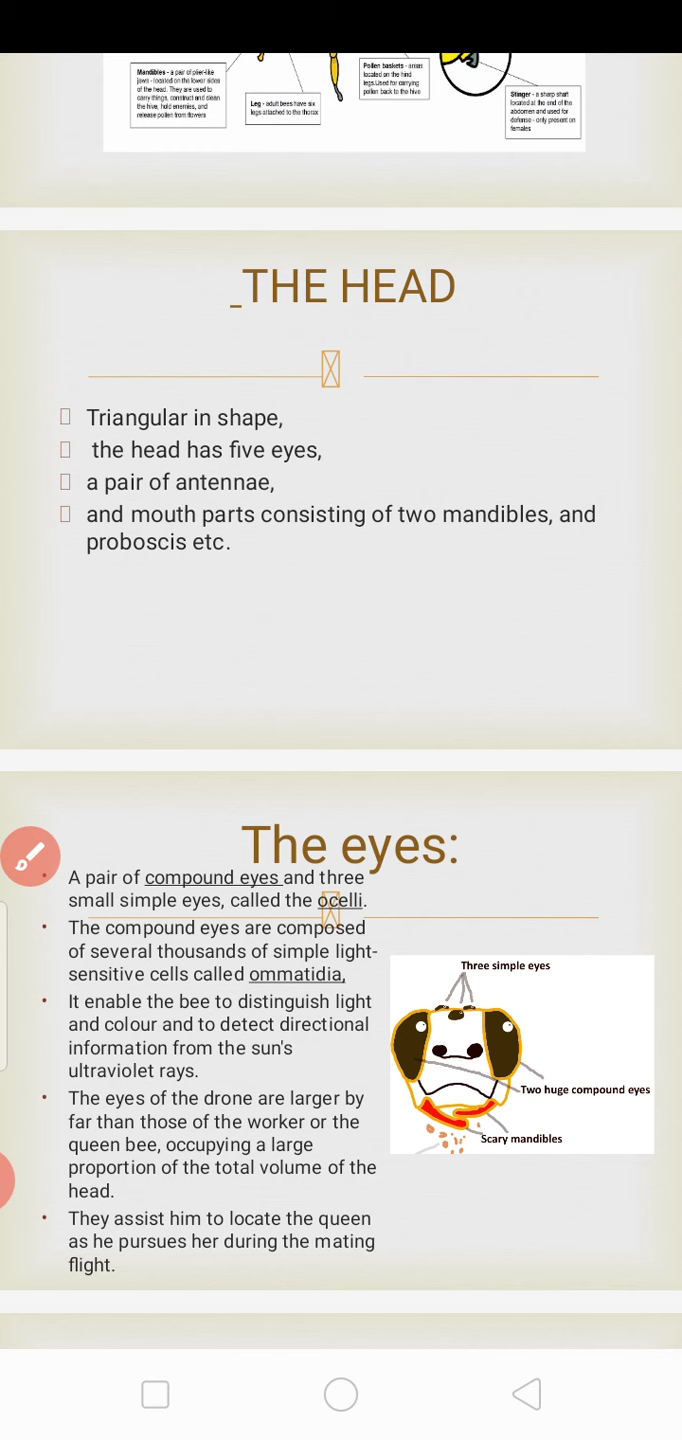 Mandibles - a pair of plier-like
jaws - located on the lower sides
of the head. They are used to
carry things, construct and clean
the hive, hold enemies, and
release pollen from flowers
Leg - adult bees have six
legs attached to the thorax
Pollen baskets - areas
located on the hind
legs.Used for carrying
pollen back to the hive
Stinger - a sharp shaft
located at the end of the
abdomen and used for
defense - only present on
females
_THE HEAD
Triangular in shape,
the head has five eyes,
a pair of antennae,
and mouth parts consisting of two mandibles, and
proboscis etc.
The eyes:
• A pair of compound eyes and three
small simple eyes, called the ocelli.
• The compound eyes are composed
of several thousands of simple light-
sensitive cells called ommatidia,
• It enable the bee to distinguish light
and colour and to detect directional
information from the sun's
ultraviolet rays.
• The eyes of the drone are larger by
far than those of the worker or the
queen bee, occupying a large
proportion of the total volume of the
head.
• They assist him to locate the queen
as he pursues her during the mating
flight.
Three simple eyes
Two huge compound eyes
Scary mandibles